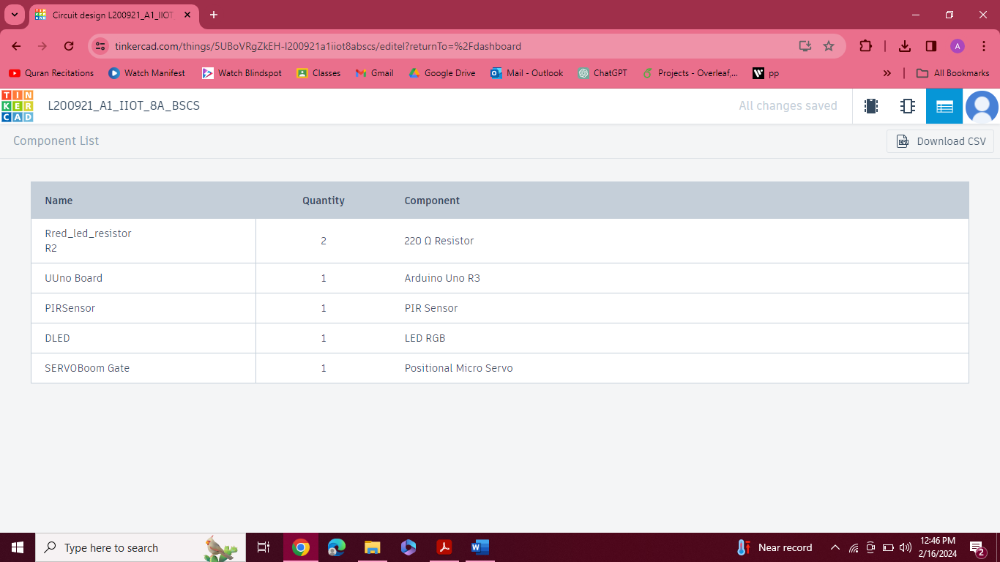 Circuit design L200921_A1_IIOT
tinkercad.com/things/5UBoVRgZkEH-l200921a1iiot8abscs/editel?returnTo=%2Fdashboard
A
Quran Recitations
Watch Manifest
Watch Blindspot
Classes
Gmail
Google Drive
Mail - Outlook
ChatGPT
Projects - Overleaf,...
pp
»
All Bookmarks
TIN
KER
CAD
L200921_A1_IIOT_8A_BSCS
All changes saved
Component List
Download CSV
Name Quantity Component
Rred_led_resistor
R2 2 220 Ω Resistor
UUno Board 1 Arduino Uno R3
PIRSensor 1 PIR Sensor
DLED 1 LED RGB
SERVOBoom Gate 1 Positional Micro Servo
Type here to search
Near record
12:46 PM
2/16/2024
2